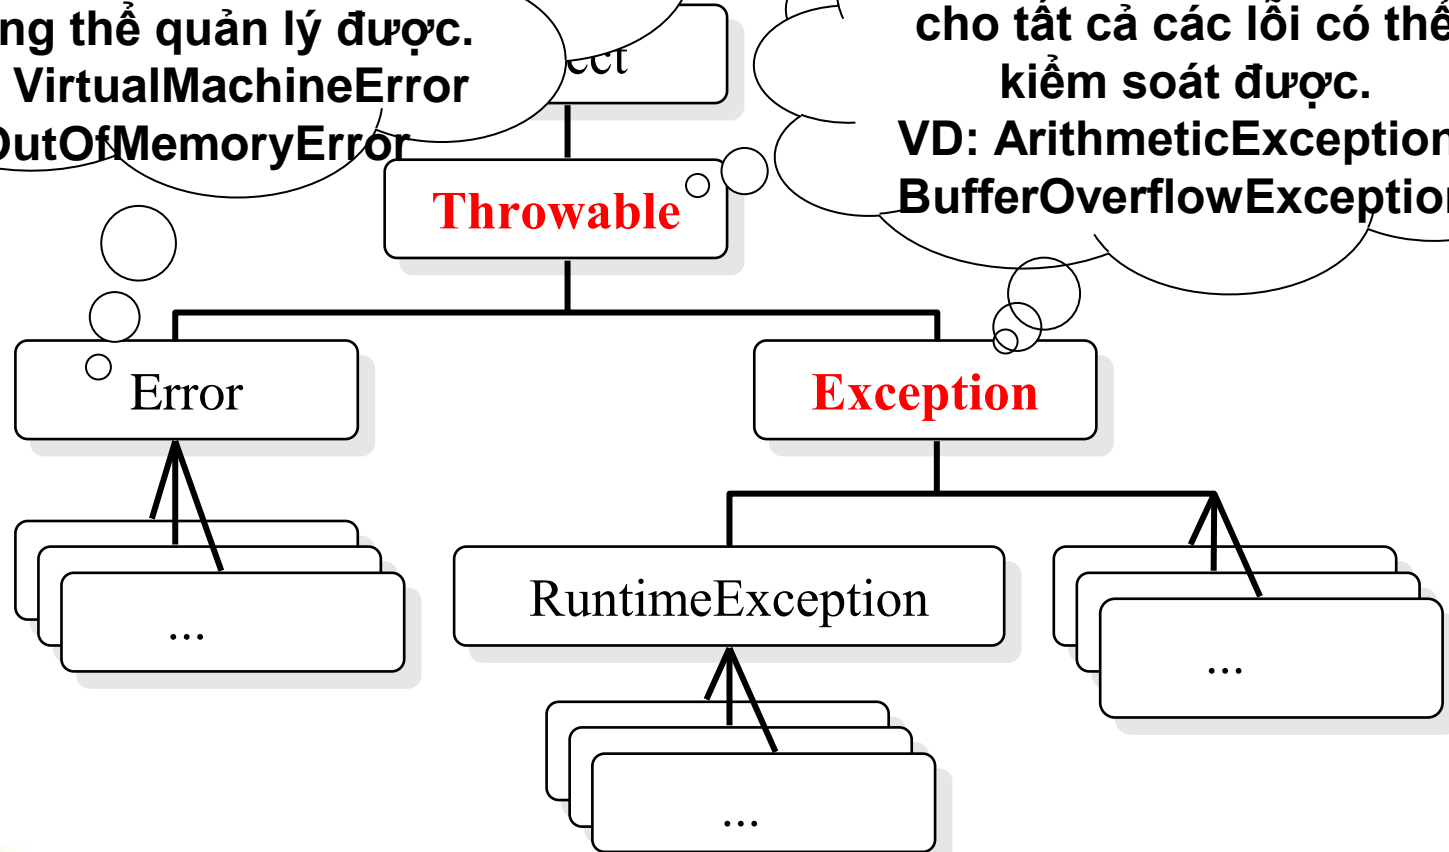 thể quản lý được.
VirtualMachineError
OutOfMemoryError
cho tất cả các lỗi có thể
kiểm soát được.
VD: ArithmeticException
BufferOverflowException
Throwable
Error
Exception
RuntimeException
...
...
...